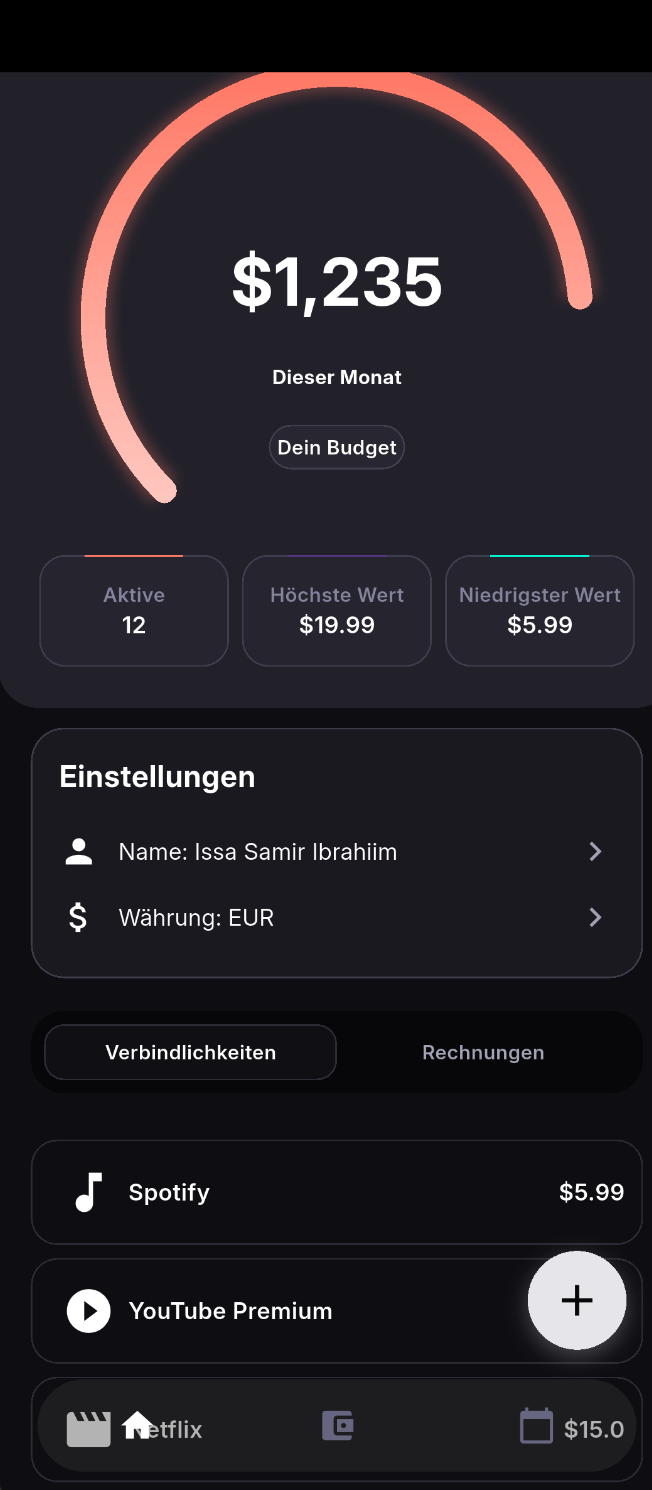 $1,235
Dieser Monat
Dein Budget
Aktive
12
Höchste Wert
$19.99
Niedrigster Wert
$5.99
Einstellungen
Name: Issa Samir Ibrahiim
Währung: EUR
Verbindlichkeiten
Rechnungen
Spotify
$5.99
YouTube Premium
etflix
$15.0